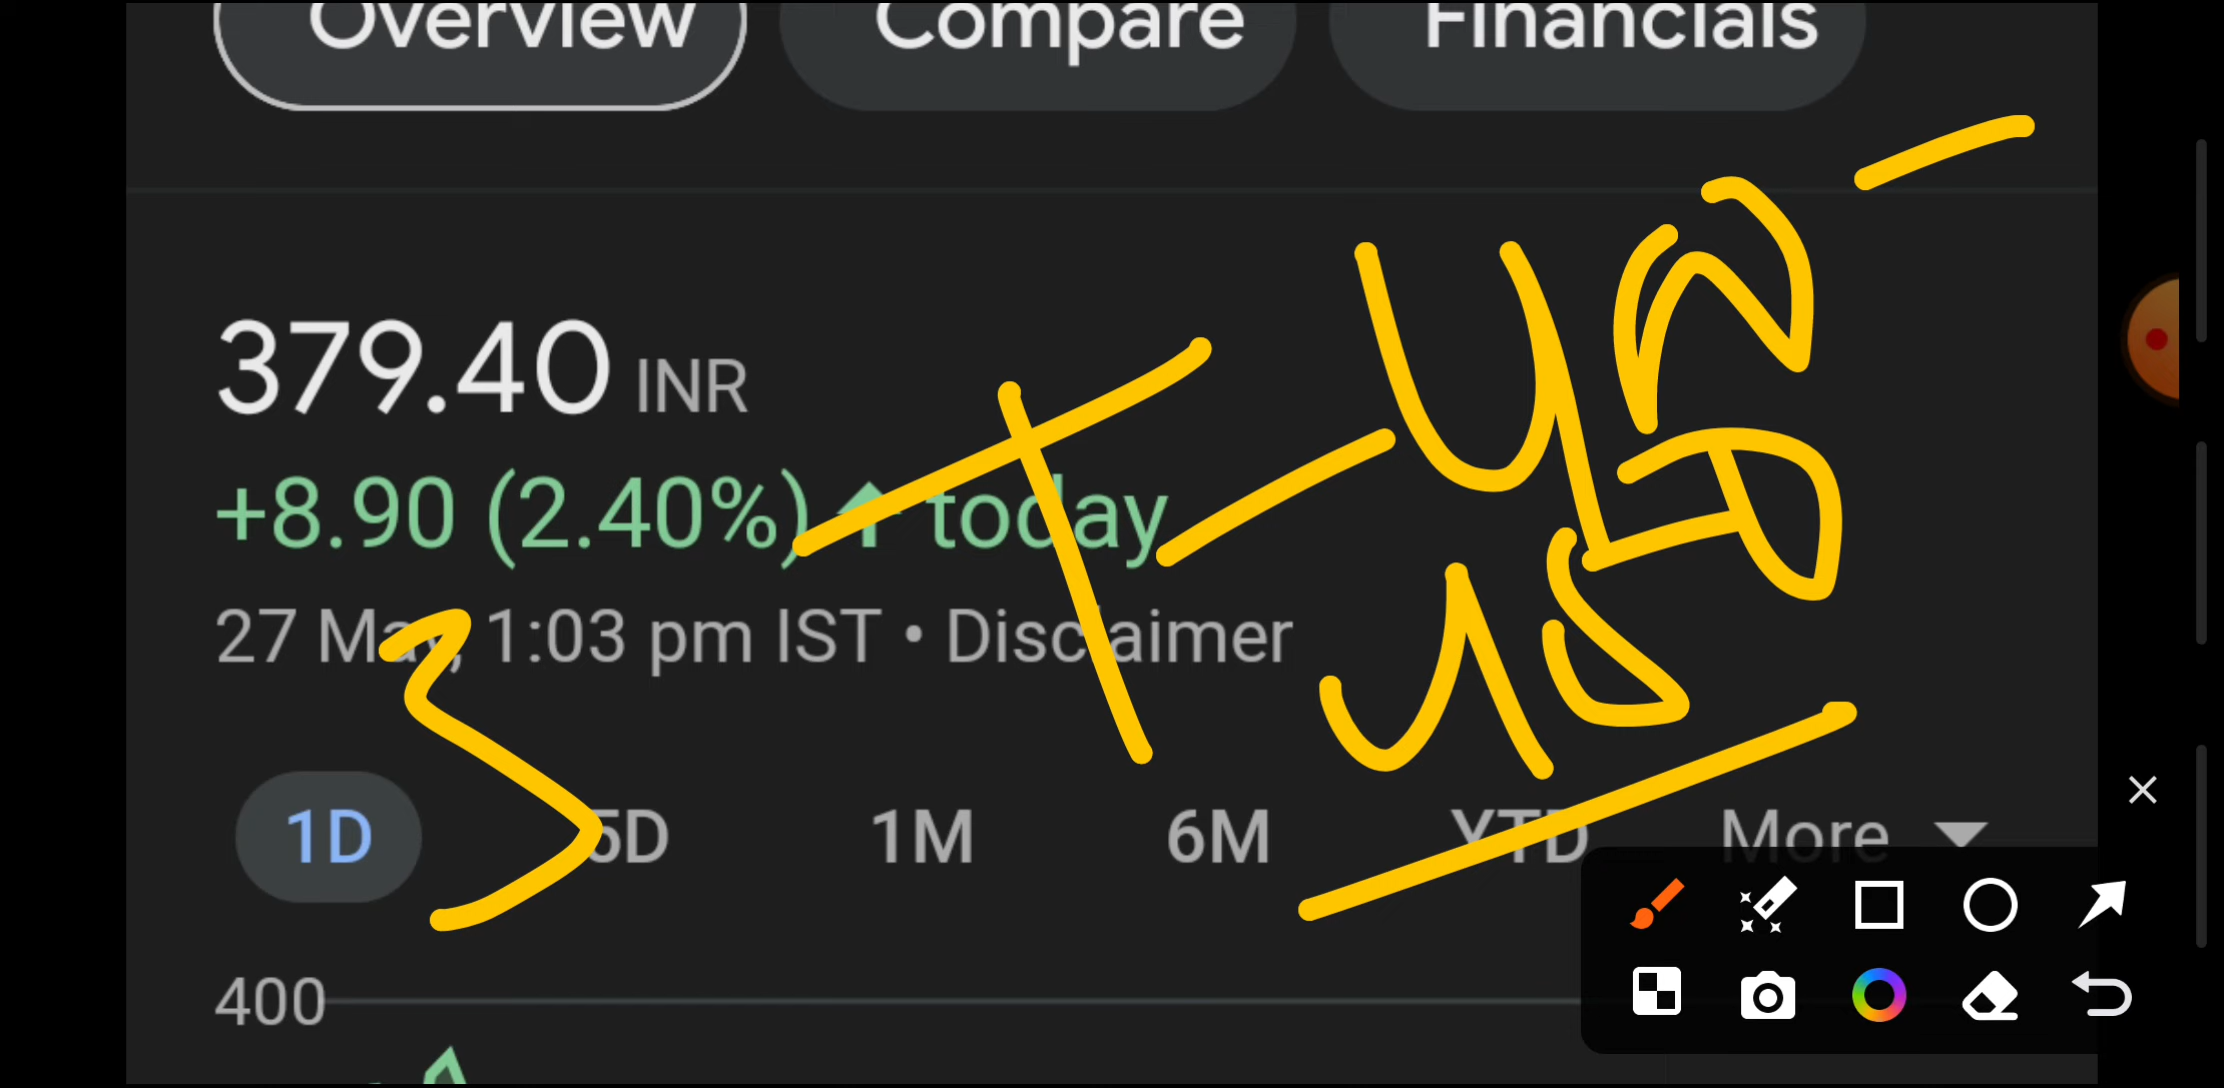 Overview Compare Financials
379.40 INR
+8.90 (2.40%) ↑ today
27 May, 1:03 pm IST • Disclaimer
1D 5D 1M 6M YTD More
400